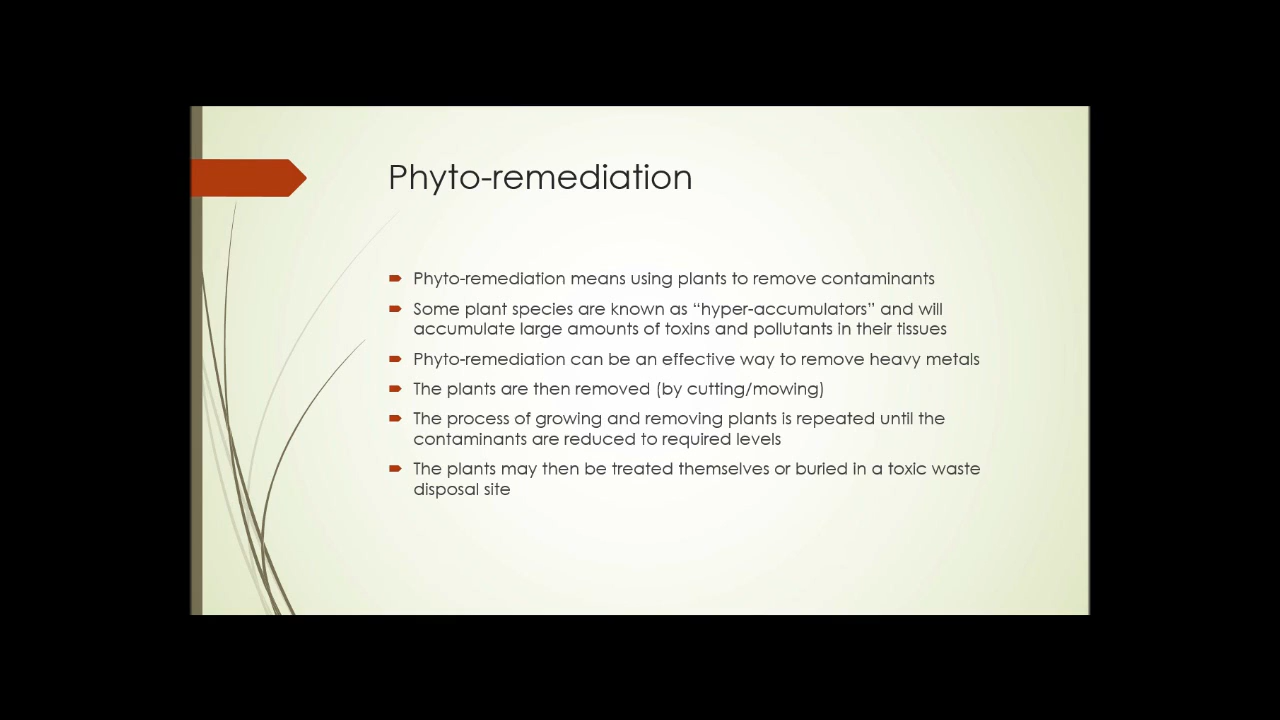 Phyto-remediation
Phyto-remediation means using plants to remove contaminants
Some plant species are known as “hyper-accumulators” and will
accumulate large amounts of toxins and pollutants in their tissues
Phyto-remediation can be an effective way to remove heavy metals
The plants are then removed (by cutting/mowing)
The process of growing and removing plants is repeated until the
contaminants are reduced to required levels
The plants may then be treated themselves or buried in a toxic waste
disposal site